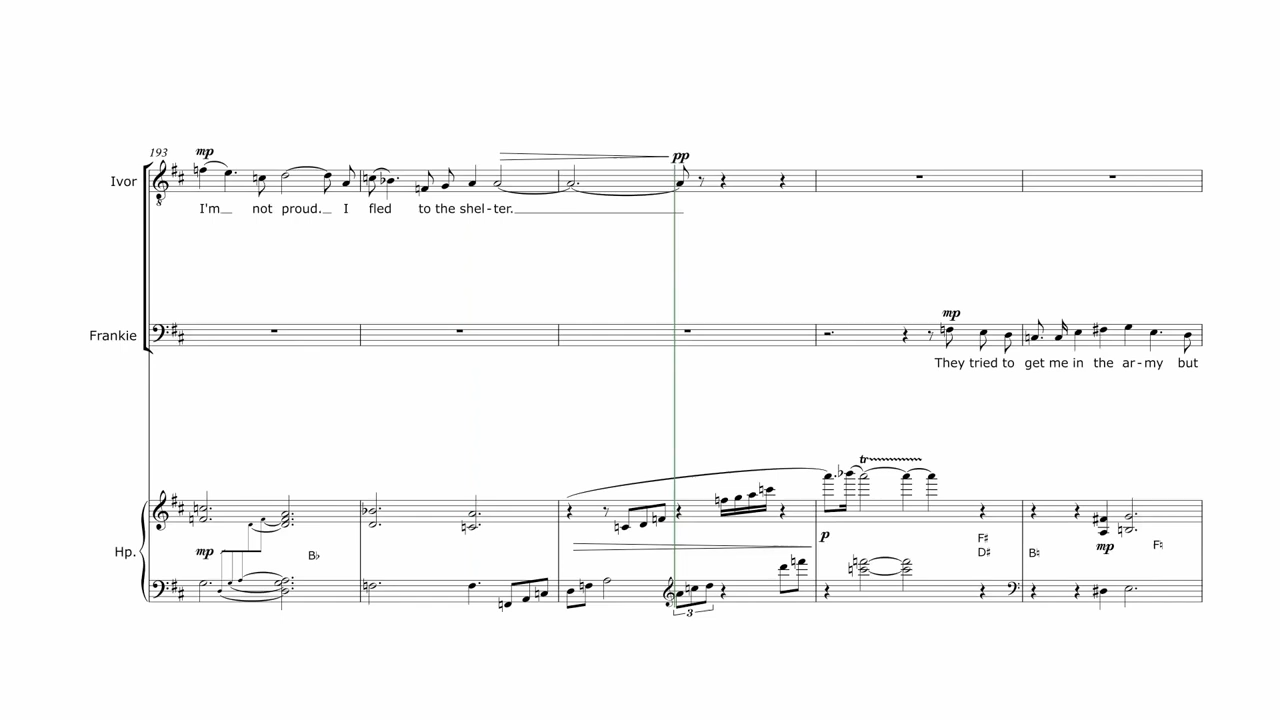 193
mp
pp
Ivor
I'm_ not proud._ I fled to the shel-ter.
Frankie
mp
They tried to get me in the ar-my but
tr
Hp.
mp
B♭
p
F♯
D♯
B♮
mp
F♮
3